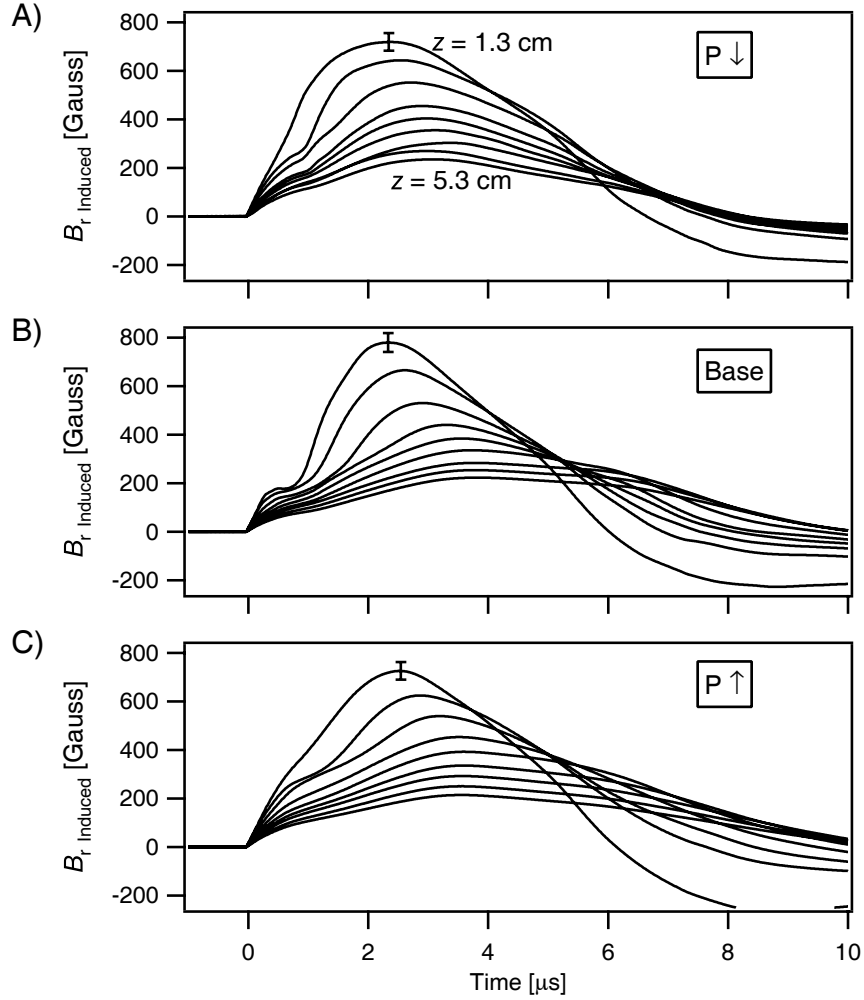 A)
800
600
400
200
0
-200
B_r Induced [Gauss]
z = 1.3 cm
z = 5.3 cm
P ↓
B)
800
600
400
200
0
-200
B_r Induced [Gauss]
Base
C)
800
600
400
200
0
-200
B_r Induced [Gauss]
P ↑
0 2 4 6 8 10
Time [μs]